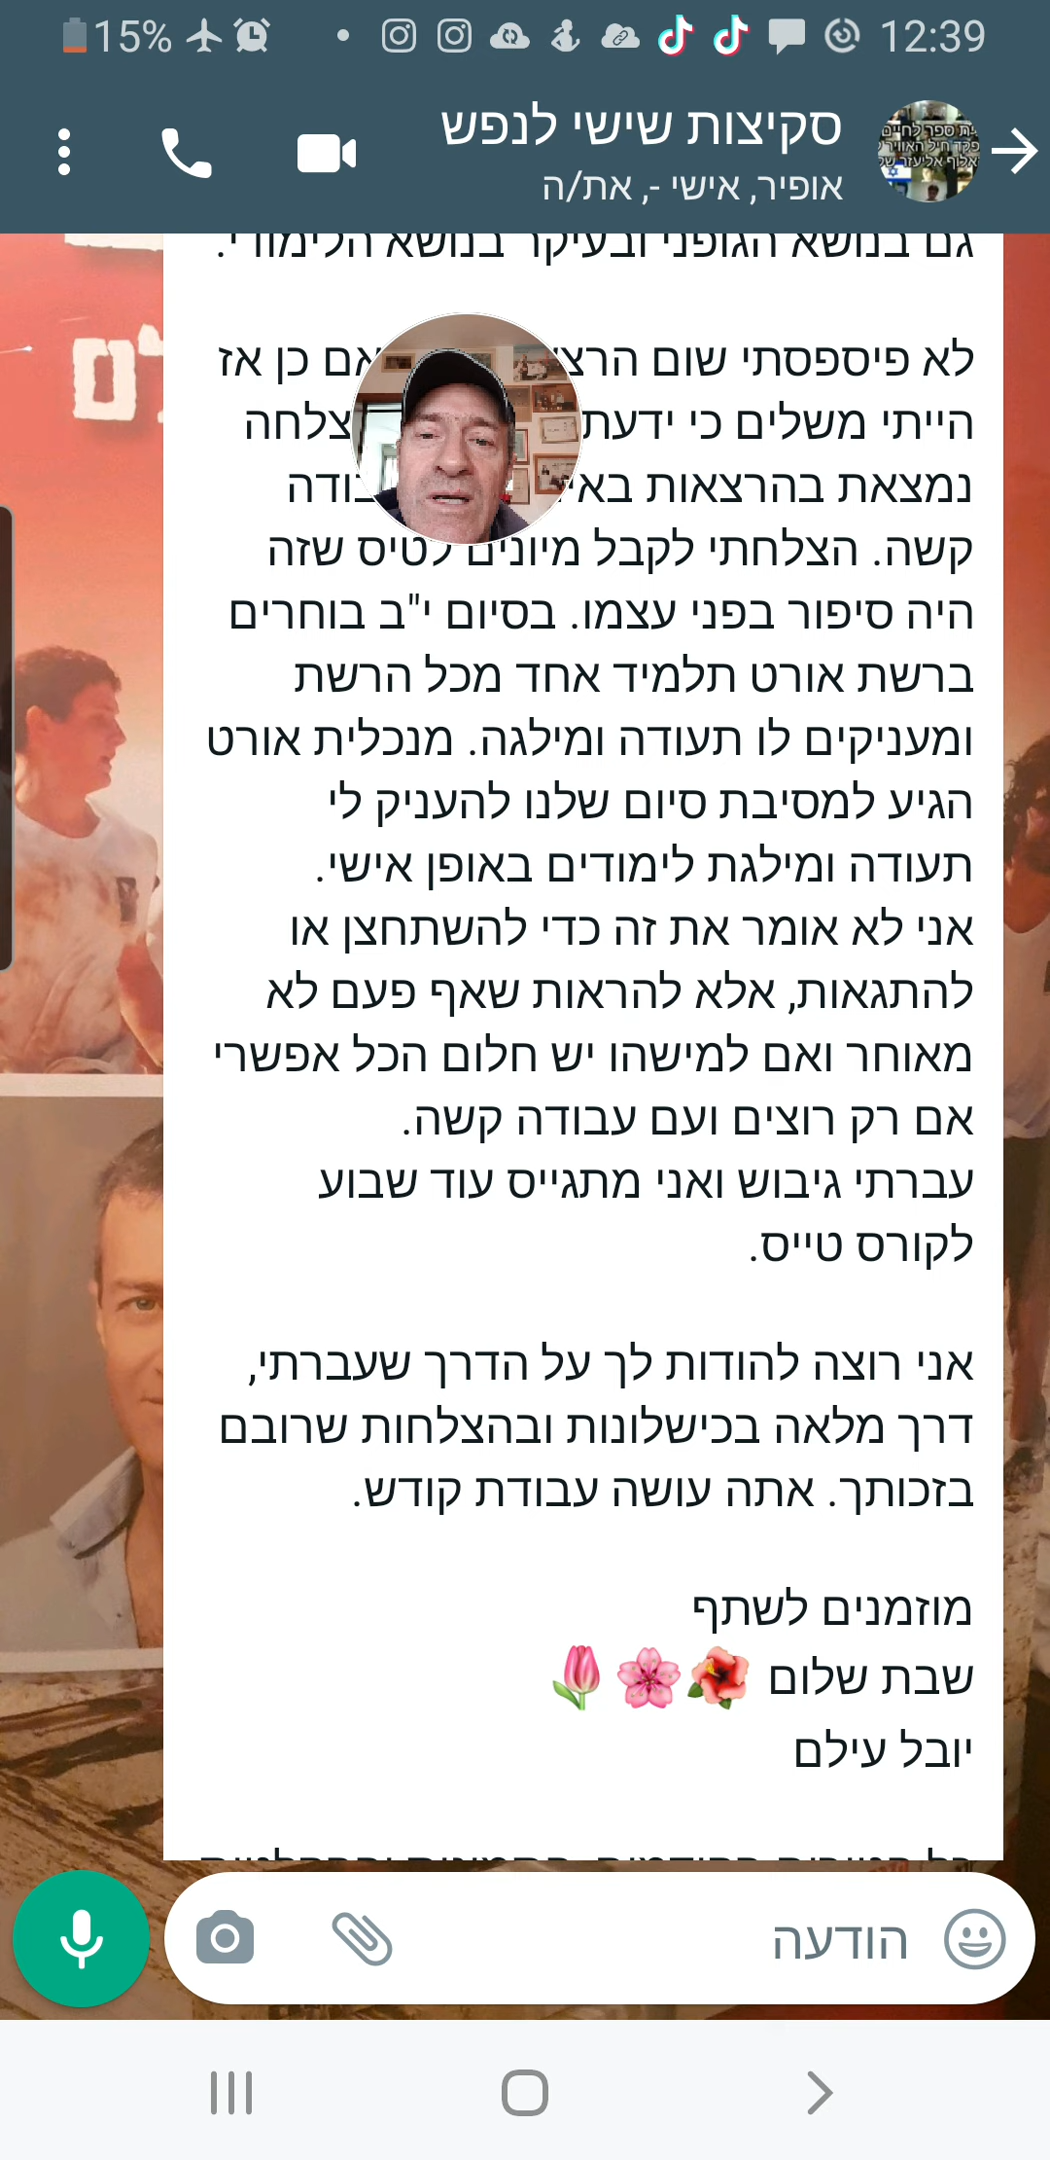 15% 12:39
סקיצות שישי לנפש
אופיר, אישי -, את/ה
גם בנושא הגופני ובעיקר בנושא הלימודי.
לא פיספסתי שום אם כן אז
הייתי משלים כי
נמצאת בהרצאות
קשה. הצלחתי לקבל מיונים לטיס שזה
היה סיפור בפני עצמו. בסיום י"ב בוחרים
ברשת אורט תלמיד אחד מכל הרשת
ומעניקים לו תעודה ומילגה. מנכלית אורט
הגיע למסיבת סיום שלנו להעניק לי
תעודה ומילגת לימודים באופן אישי.
אני לא אומר את זה כדי להשתחצן או
להתגאות, אלא להראות שאף פעם לא
מאוחר ואם למישהו יש חלום הכל אפשרי
אם רק רוצים ועם עבודה קשה.
עברתי גיבוש ואני מתגייס עוד שבוע
לקורס טייס.
אני רוצה להודות לך על הדרך שעברתי,
דרך מלאה בכישלונות ובהצלחות שרובם
בזכותך. אתה עושה עבודת קודש.
מוזמנים לשתף
שבת שלום 🌺🌸🌷
יובל עילם
הודעה